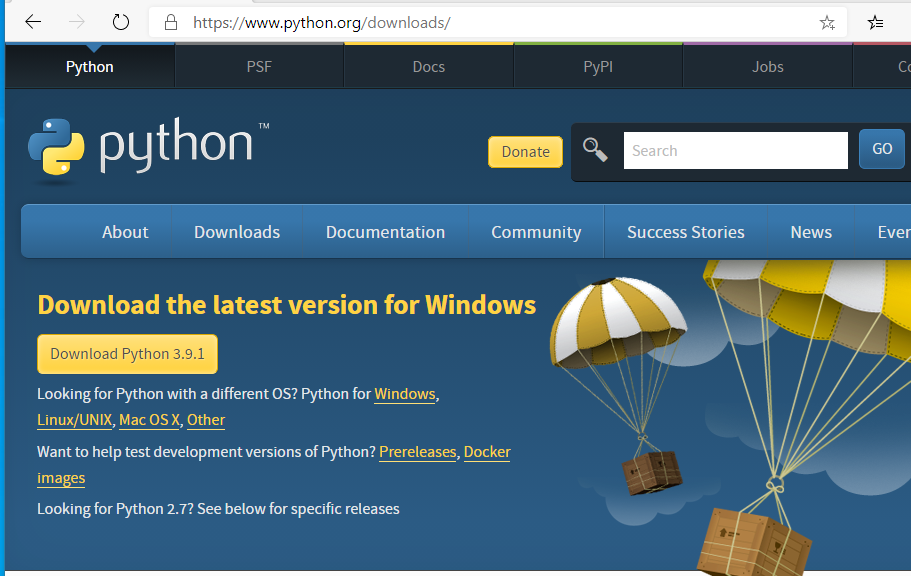 https://www.python.org/downloads/
Python PSF Docs PyPI Jobs
python™
Donate Search GO
About Downloads Documentation Community Success Stories News
Download the latest version for Windows
Download Python 3.9.1
Looking for Python with a different OS? Python for Windows,
Linux/UNIX, Mac OS X, Other
Want to help test development versions of Python? Prereleases, Docker
images
Looking for Python 2.7? See below for specific releases